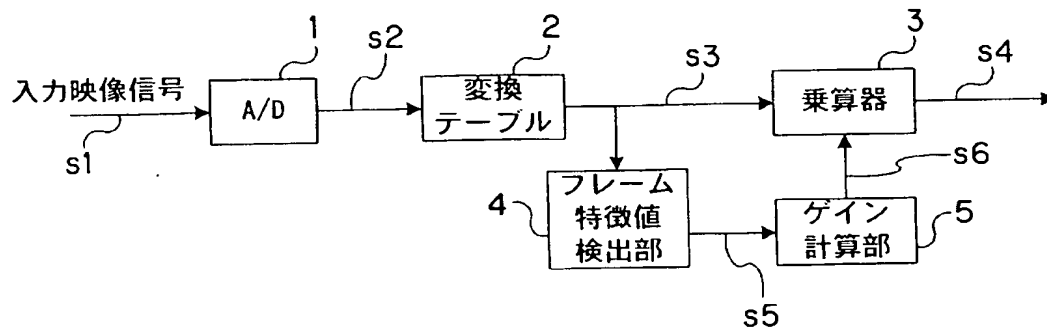 1
s2
2
s3
3
s4
入力映像信号
s1
A/D
変換
テーブル
乗算器
s6
4
フレーム
特徴値
検出部
s5
ゲイン
計算部
5